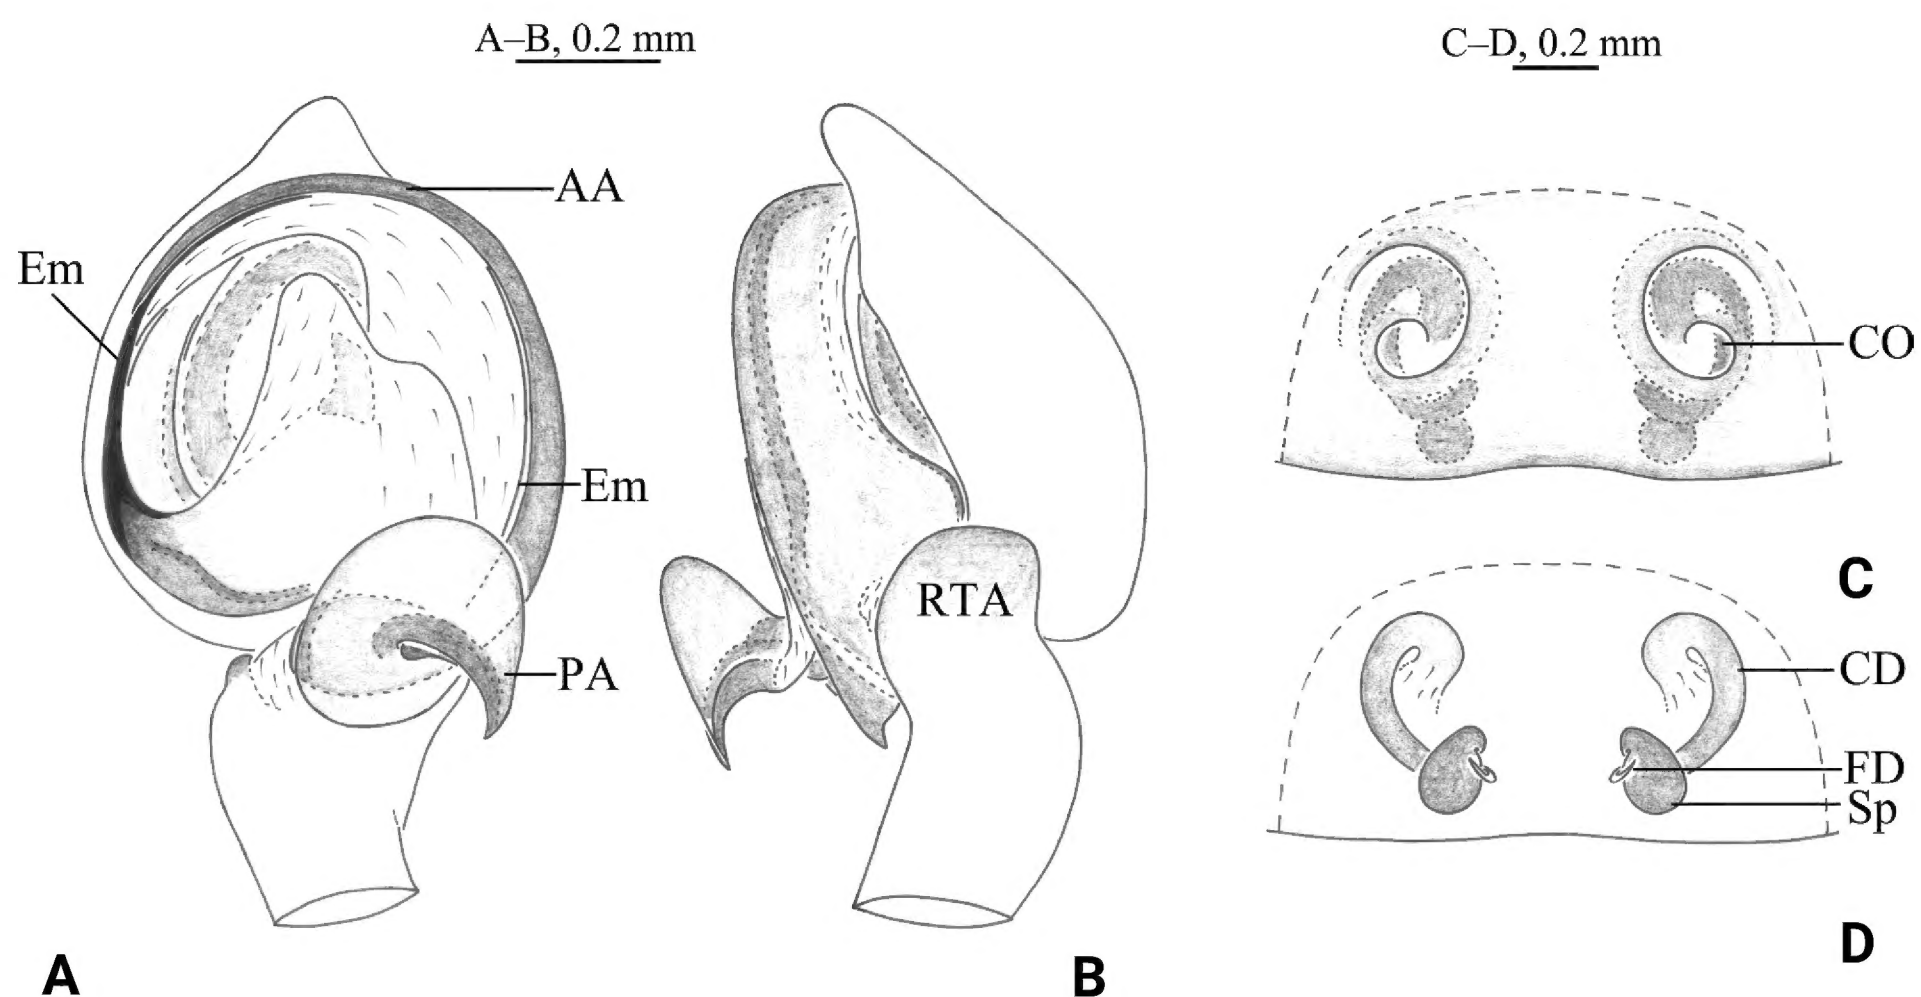 A–B, 0.2 mm
C–D, 0.2 mm
AA
Em
Em
PA
A
RTA
B
CO
C
CD
FD
Sp
D